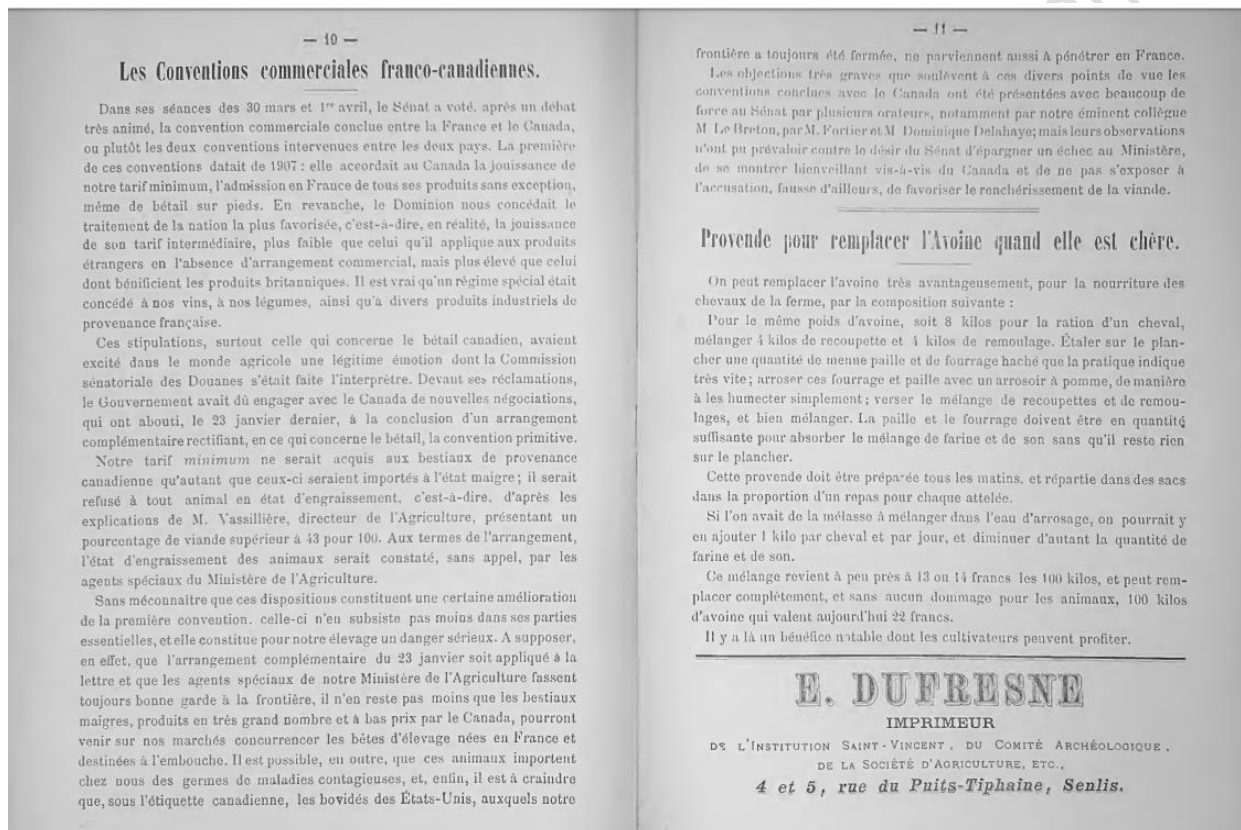 — 10 —
Les Conventions commerciales franco-canadiennes.
Dans ses séances des 30 mars et 1er avril, le Sénat a voté, après un débat
très animé, la convention commerciale conclue entre la France et le Canada,
ou plutôt les deux conventions intervenues entre les deux pays. La première
de ces conventions datait de 1907 : elle accordait au Canada la jouissance de
notre tarif minimum, l'admission en France de tous ses produits sans exception,
même de bétail sur pieds. En revanche, le Dominion nous concédait le
traitement de la nation la plus favorisée, c'est-à-dire, en réalité, la jouissance
de son tarif intermédiaire, plus faible que celui qu'il applique aux produits
étrangers en l'absence d'arrangement commercial, mais plus élevé que celui
dont bénificient les produits britanniques. Il est vrai qu'un régime spécial était
concédé à nos vins, à nos légumes, ainsi qu'à divers produits industriels de
provenance française.
Ces stipulations, surtout celle qui concerne le bétail canadien, avaient
excité dans le monde agricole une légitime émotion dont la Commission
sénatoriale des Douanes s'était faite l'interprète. Devant ses réclamations,
le Gouvernement avait dû engager avec le Canada de nouvelles négociations,
qui ont abouti, le 23 janvier dernier, à la conclusion d'un arrangement
complémentaire rectifiant, en ce qui concerne le bétail, la convention primitive.
Notre tarif minimum ne serait acquis aux bestiaux de provenance
canadienne qu'autant que ceux-ci seraient importés à l'état maigre; il serait
refusé à tout animal en état d'engraissement, c'est-à-dire, d'après les
explications de M. Vassillière, directeur de l'Agriculture, présentant un
pourcentage de viande supérieur à 43 pour 100. Aux termes de l'arrangement,
l'état d'engraissement des animaux serait constaté, sans appel, par les
agents spéciaux du Ministère de l'Agriculture.
Sans méconnaître que ces dispositions constituent une certaine amélioration
de la première convention. celle-ci n'en subsiste pas moins dans ses parties
essentielles, et elle constitue pour notre élevage un danger sérieux. A supposer,
en effet, que l'arrangement complémentaire du 23 janvier soit appliqué à la
lettre et que les agents spéciaux de notre Ministère de l'Agriculture fassent
toujours bonne garde à la frontière, il n'en reste pas moins que les bestiaux
maigres, produits en très grand nombre et à bas prix par le Canada, pourront
venir sur nos marchés concurrencer les bêtes d'élevage nées en France et
destinées à l'embouche. Il est possible, en outre, que ces animaux importent
chez nous des germes de maladies contagieuses, et, enfin, il est à craindre
que, sous l'étiquette canadienne, les bovidés des États-Unis, auxquels notre
— 11 —
frontière a toujours été fermée, ne parviennent aussi à pénétrer en France.
Les objections très graves que soulèvent à ces divers points de vue les
conventions conclues avec le Canada ont été présentées avec beaucoup de
force au Sénat par plusieurs orateurs, notamment par notre éminent collègue
M. Le Breton, par M. Fortier et M. Dominique Delahaye; mais leurs observations
n'ont pu prévaloir contre le désir du Sénat d'épargner un échec au Ministère,
de se montrer bienveillant vis-à-vis du Canada et de ne pas s'exposer à
l'accusation, fausse d'ailleurs, de favoriser le renchérissement de la viande.
Provende pour remplacer l'Avoine quand elle est chère.
On peut remplacer l'avoine très avantageusement, pour la nourriture des
chevaux de la ferme, par la composition suivante :
Pour le même poids d'avoine, soit 8 kilos pour la ration d'un cheval,
mélanger 4 kilos de recoupette et 4 kilos de remoulage. Étaler sur le plan-
cher une quantité de menue paille et de fourrage haché que la pratique indique
très vite; arroser ces fourrage et paille avec un arrosoir à pomme, de manière
à les humecter simplement; verser le mélange de recoupettes et de remou-
lages, et bien mélanger. La paille et le fourrage doivent être en quantité
suffisante pour absorber le mélange de farine et de son sans qu'il reste rien
sur le plancher.
Cette provende doit être préparée tous les matins, et répartie dans des sacs
dans la proportion d'un repas pour chaque attelée.
Si l'on avait de la mélasse à mélanger dans l'eau d'arrosage, on pourrait y
en ajouter 1 kilo par cheval et par jour, et diminuer d'autant la quantité de
farine et de son.
Ce mélange revient à peu près à 13 ou 14 francs les 100 kilos, et peut rem-
placer complètement, et sans aucun dommage pour les animaux, 100 kilos
d'avoine qui valent aujourd'hui 22 francs.
Il y a là un bénéfice notable dont les cultivateurs peuvent profiter.
E. DUFRESNE
IMPRIMEUR
DE L'INSTITUTION SAINT-VINCENT, DU COMITÉ ARCHÉOLOGIQUE,
DE LA SOCIÉTÉ D'AGRICULTURE, ETC.,
4 et 5, rue du Puits-Tiphaine, Senlis.